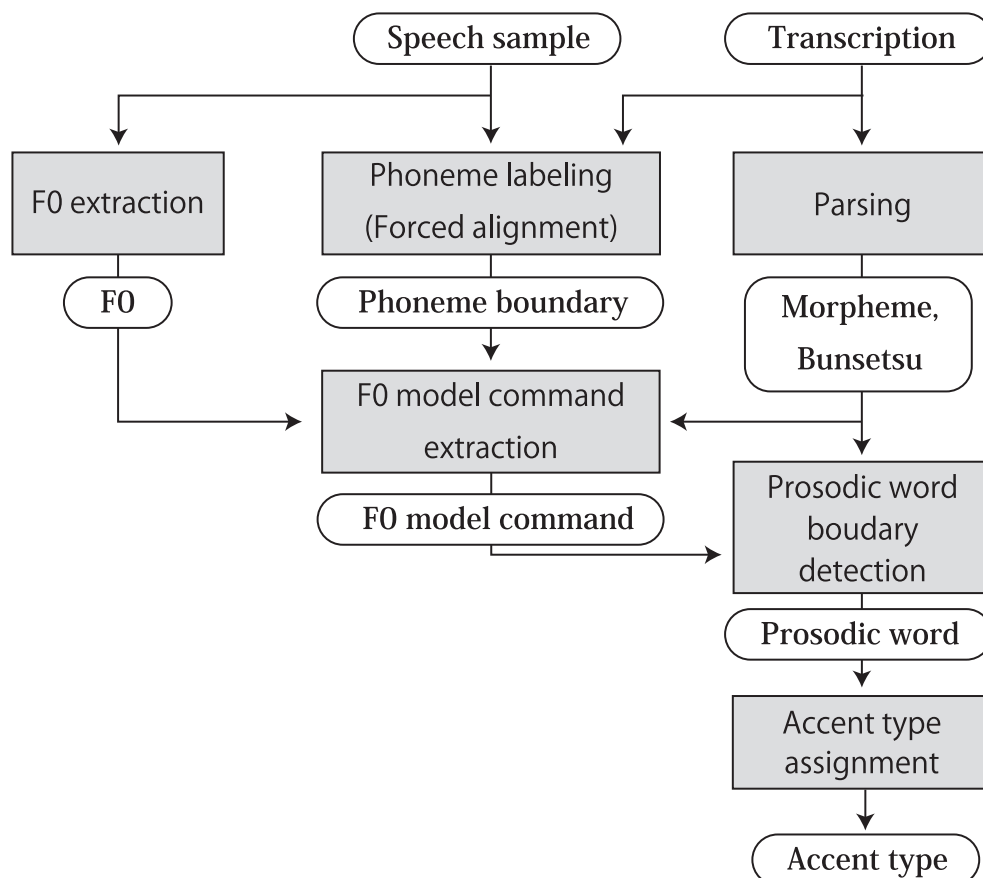 Speech sample
Transcription
F0 extraction
Phoneme labeling
(Forced alignment)
Parsing
F0
Phoneme boundary
Morpheme,
Bunsetsu
F0 model command
extraction
F0 model command
Prosodic word
boudary
detection
Prosodic word
Accent type
assignment
Accent type